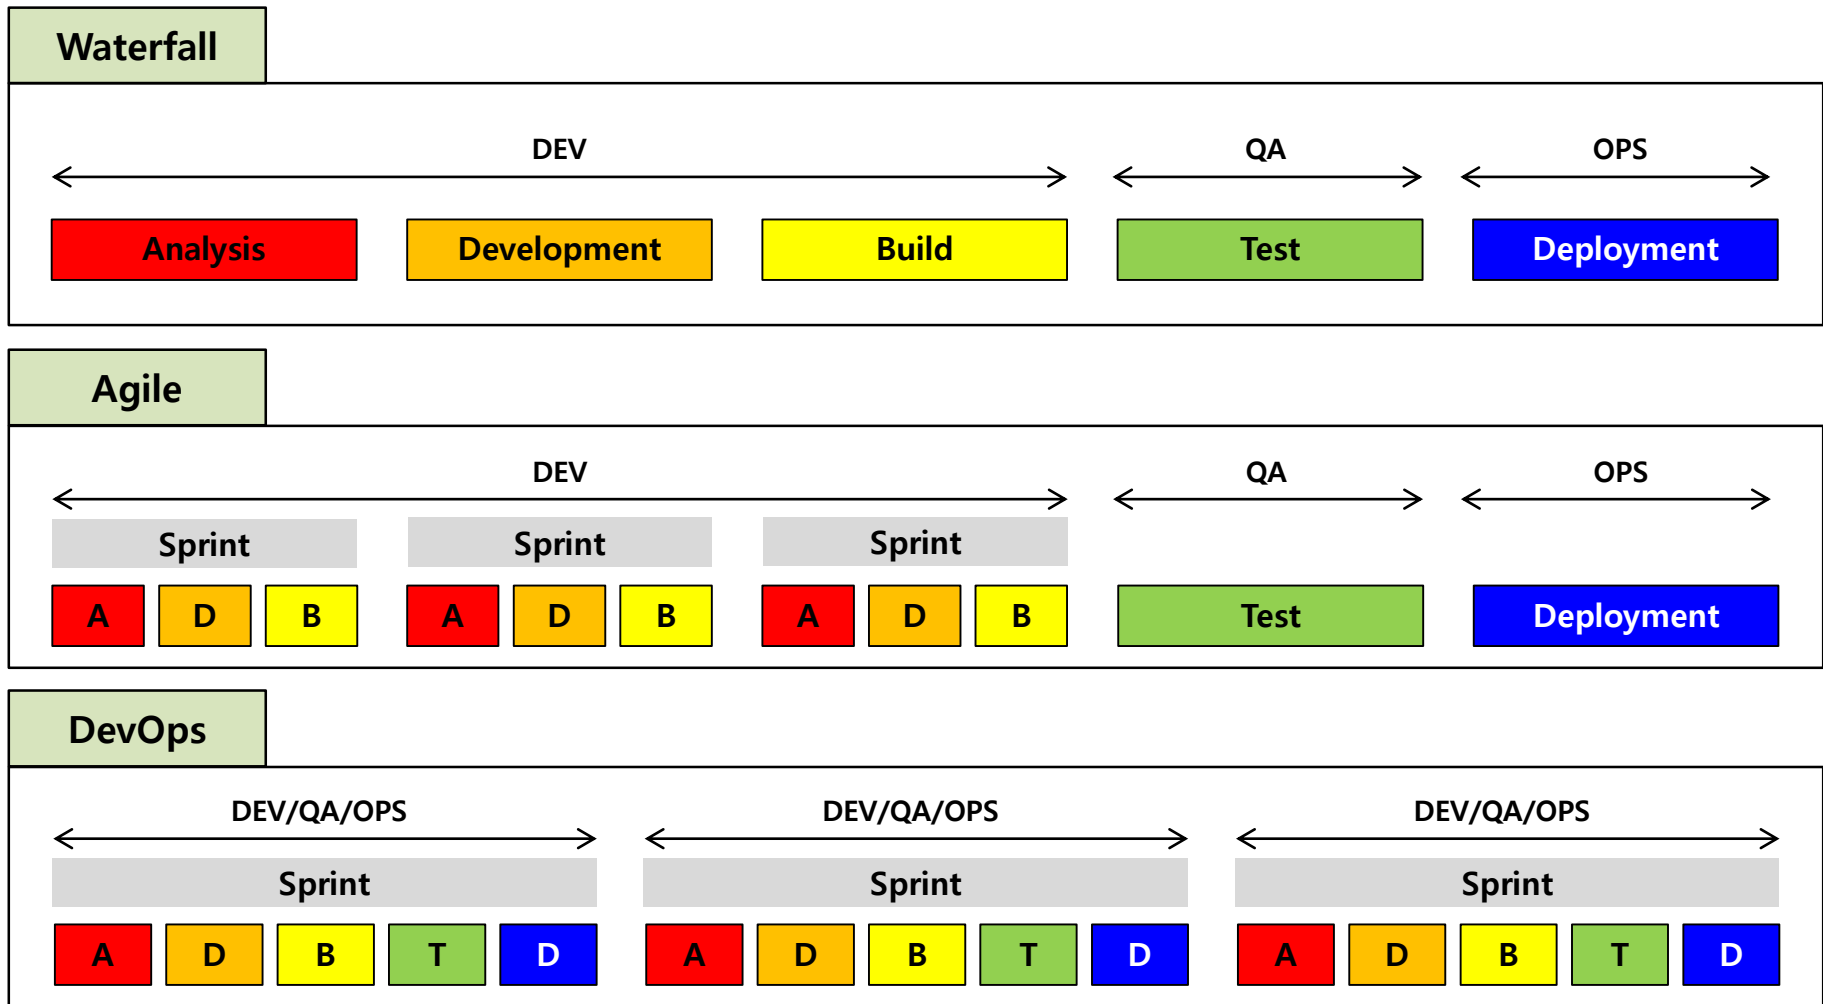 Waterfall
DEV QA OPS
Analysis Development Build Test Deployment
Agile
DEV QA OPS
Sprint Sprint Sprint
A D B A D B A D B Test Deployment
DevOps
DEV/QA/OPS DEV/QA/OPS DEV/QA/OPS
Sprint Sprint Sprint
A D B T D A D B T D A D B T D